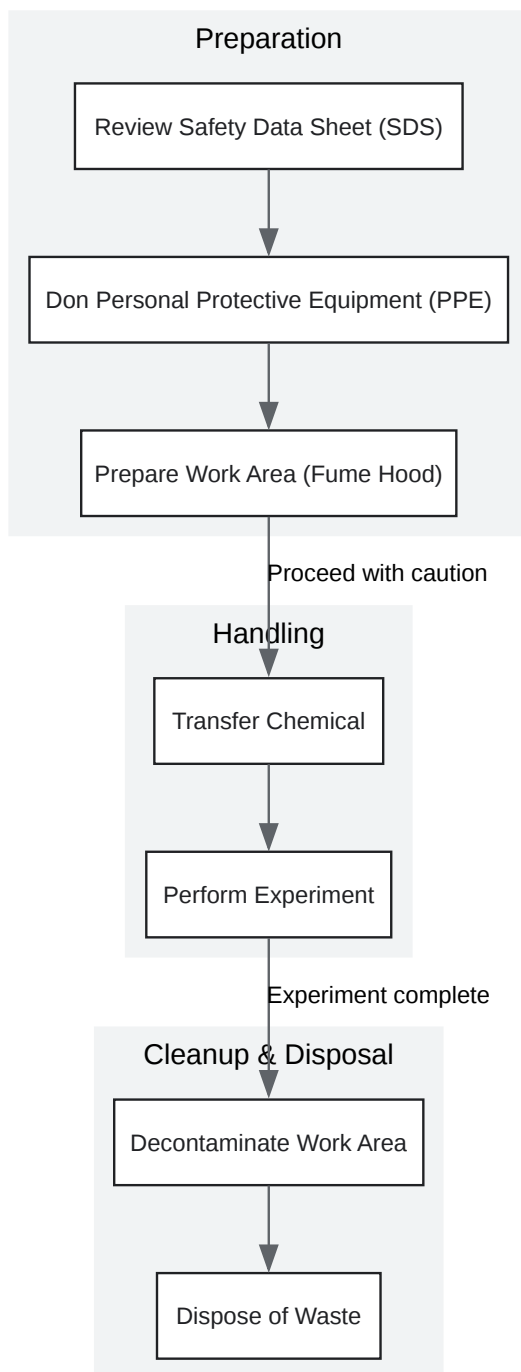 Preparation
Review Safety Data Sheet (SDS)
Don Personal Protective Equipment (PPE)
Prepare Work Area (Fume Hood)
Proceed with caution
Handling
Transfer Chemical
Perform Experiment
Experiment complete
Cleanup & Disposal
Decontaminate Work Area
Dispose of Waste